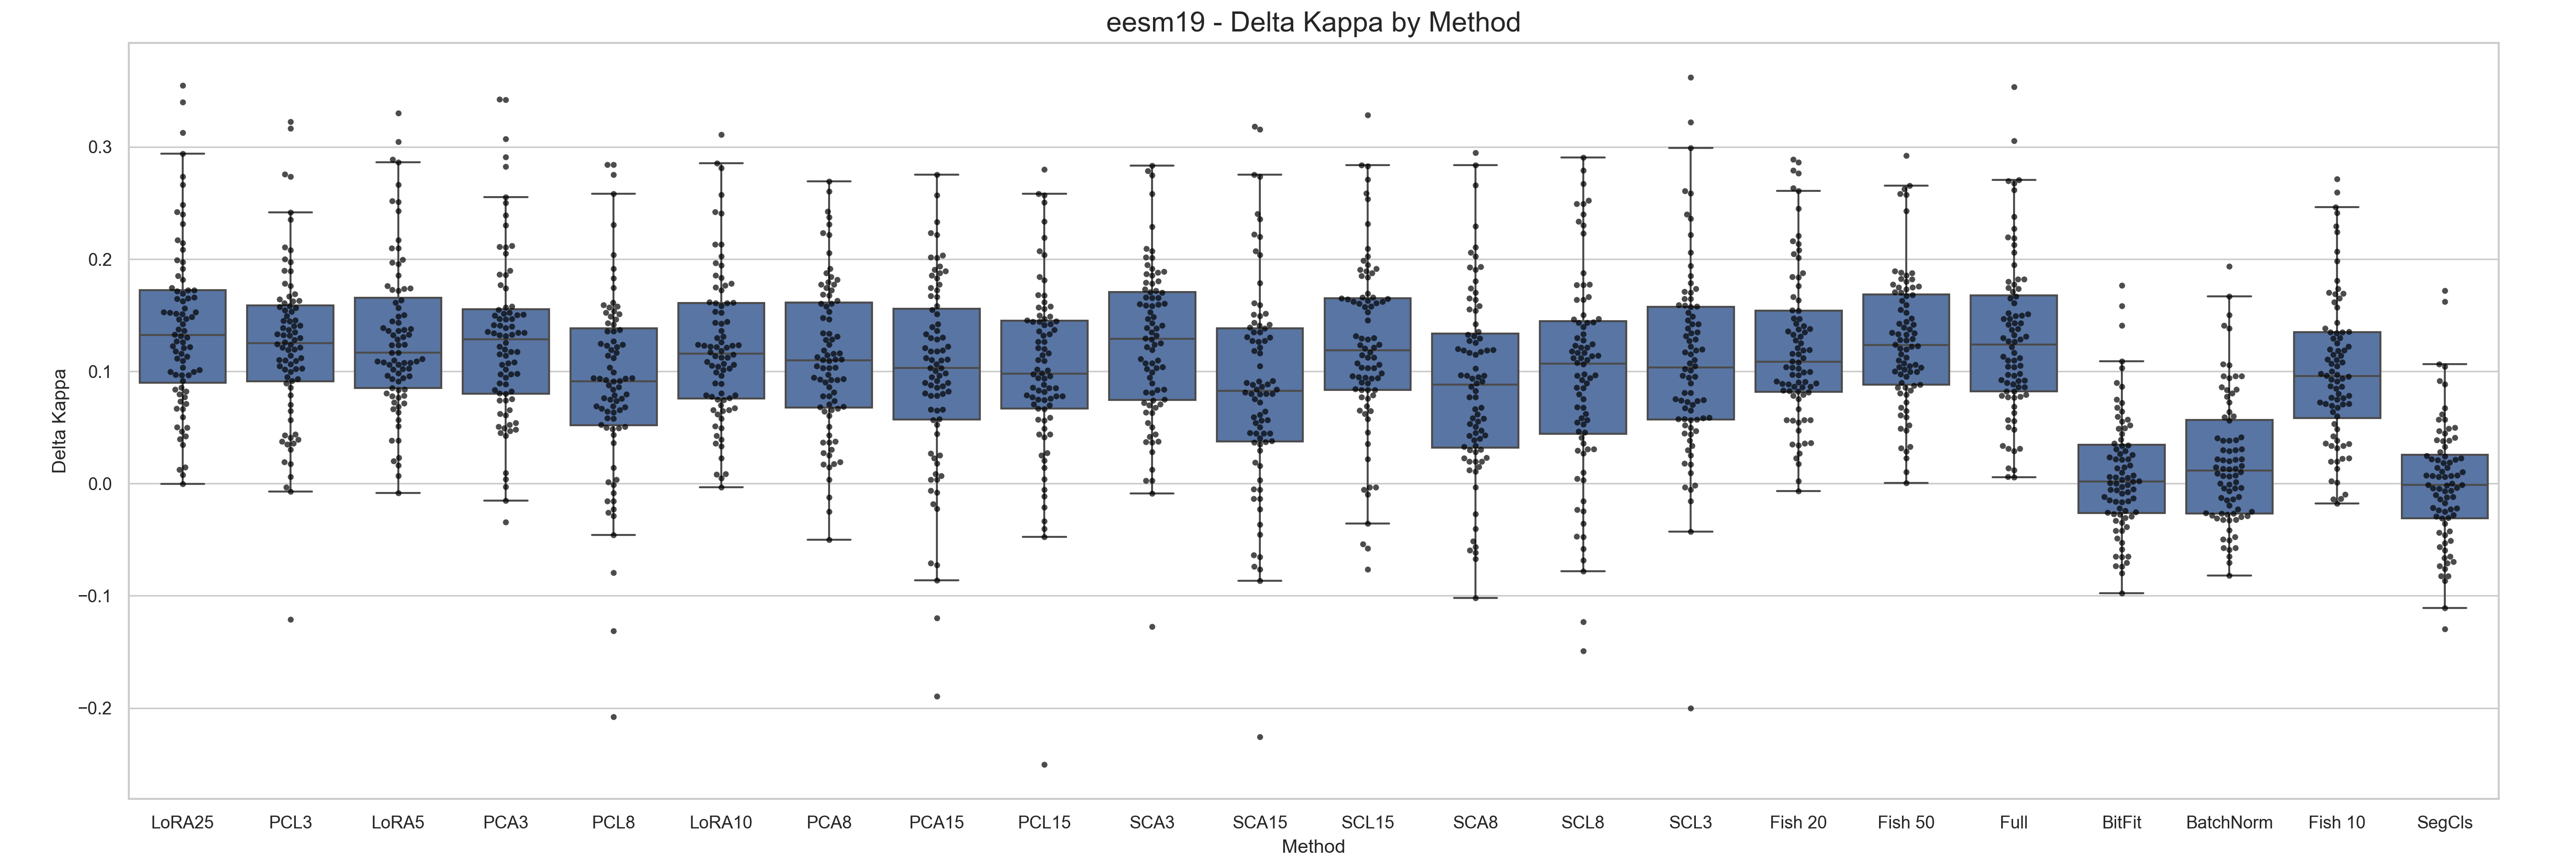 eesm19 - Delta Kappa by Method
Delta Kappa
0.3
0.2
0.1
0.0
−0.1
−0.2
LoRA25 PCL3 LoRA5 PCA3 PCL8 LoRA10 PCA8 PCA15 PCL15 SCA3 SCA15 SCL15 SCA8 SCL8 SCL3 Fish 20 Fish 50 Full BitFit BatchNorm Fish 10 SegCls
Method